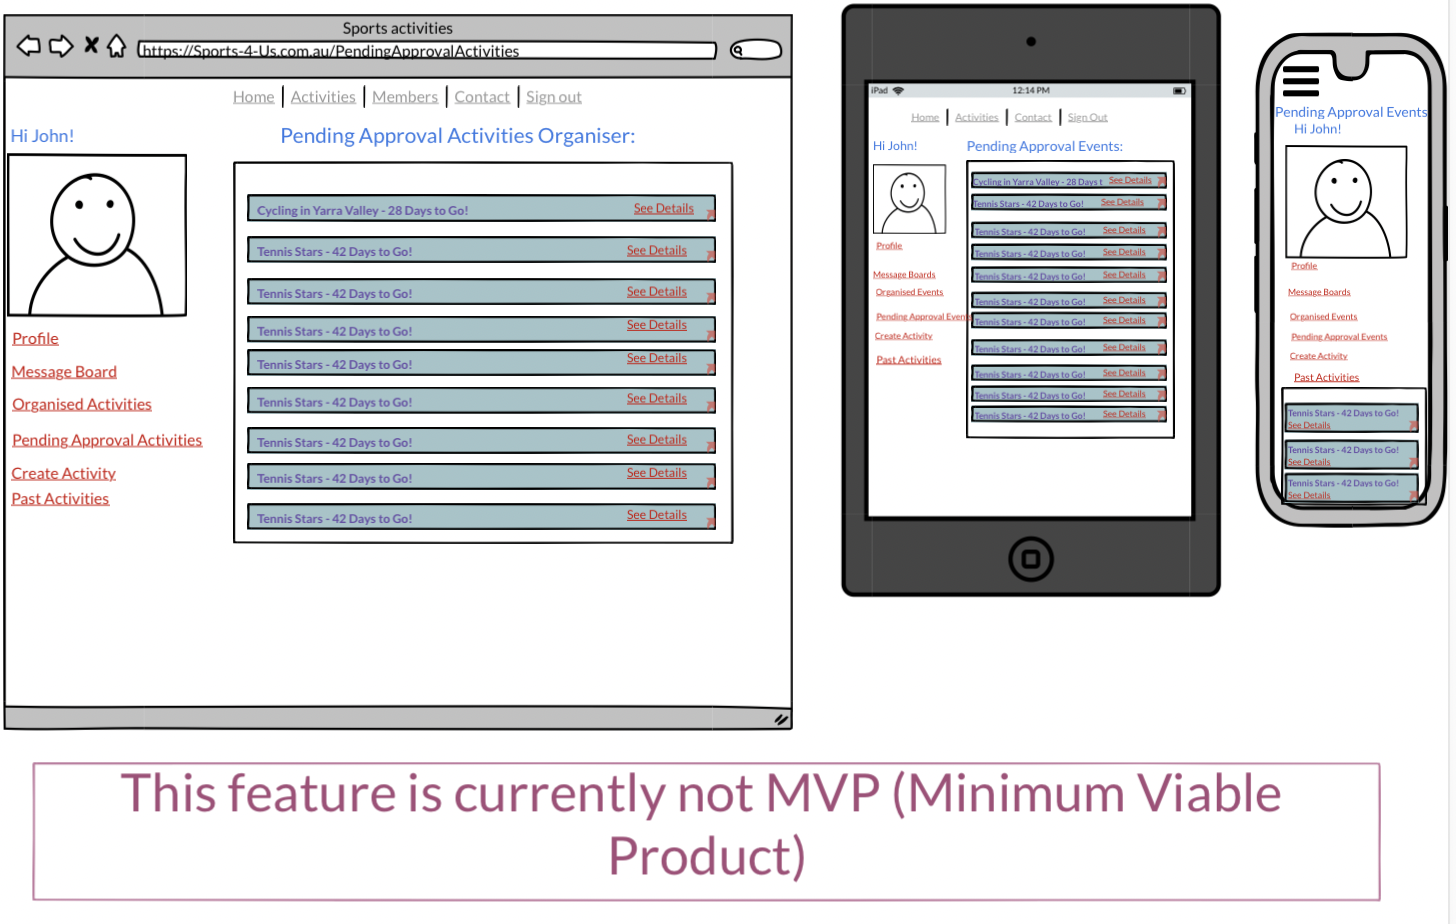 Sports activities
https://Sports-4-Us.com.au/PendingApprovalActivities
Home Activities Members Contact Sign out
Hi John!
Pending Approval Activities Organiser:
Cycling in Yarra Valley - 28 Days to Go! See Details
Tennis Stars - 42 Days to Go! See Details
Tennis Stars - 42 Days to Go! See Details
Tennis Stars - 42 Days to Go! See Details
Tennis Stars - 42 Days to Go! See Details
Tennis Stars - 42 Days to Go! See Details
Tennis Stars - 42 Days to Go! See Details
Tennis Stars - 42 Days to Go! See Details
Tennis Stars - 42 Days to Go! See Details
Profile
Message Board
Organised Activities
Pending Approval Activities
Create Activity
Past Activities
iPad 12:14 PM
Home Activities Contact Sign Out
Hi John!
Pending Approval Events:
Cycling in Yarra Valley - 28 Days t See Details
Tennis Stars - 42 Days to Go! See Details
Tennis Stars - 42 Days to Go! See Details
Tennis Stars - 42 Days to Go! See Details
Tennis Stars - 42 Days to Go! See Details
Tennis Stars - 42 Days to Go! See Details
Tennis Stars - 42 Days to Go! See Details
Tennis Stars - 42 Days to Go! See Details
Tennis Stars - 42 Days to Go! See Details
Tennis Stars - 42 Days to Go! See Details
Tennis Stars - 42 Days to Go! See Details
Profile
Message Boards
Organised Events
Pending Approval Events
Create Activity
Past Activities
Pending Approval Events
Hi John!
Profile
Message Boards
Organised Events
Pending Approval Events
Create Activity
Past Activities
Tennis Stars - 42 Days to Go!
See Details
Tennis Stars - 42 Days to Go!
See Details
Tennis Stars - 42 Days to Go!
See Details
This feature is currently not MVP (Minimum Viable
Product)